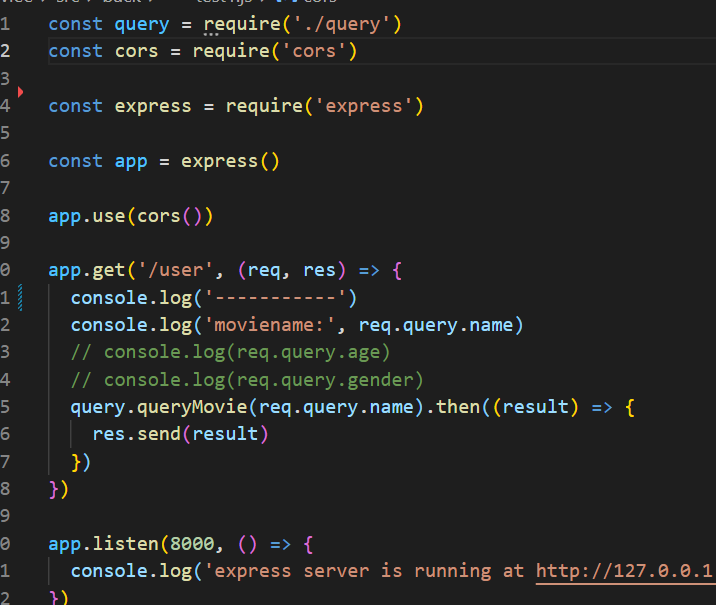 1 const query = require('./query')
2 const cors = require('cors')
3
4 const express = require('express')
5
6 const app = express()
7
8 app.use(cors())
9
0 app.get('/user', (req, res) => {
1 console.log('-----------')
2 console.log('moviename:', req.query.name)
3 // console.log(req.query.age)
4 // console.log(req.query.gender)
5 query.queryMovie(req.query.name).then((result) => {
6 res.send(result)
7 })
8 })
9
0 app.listen(8000, () => {
1 console.log('express server is running at http://127.0.0.1
2 })